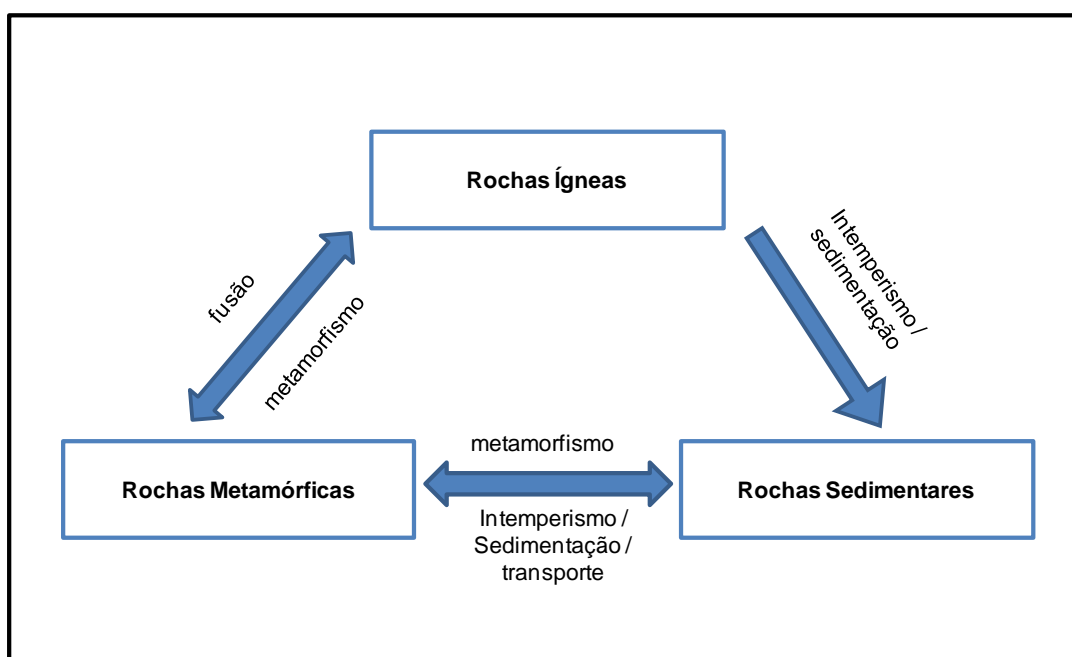 Rochas Ígneas
Intemperismo /
sedimentação
fusão
metamorfismo
metamorfismo
Rochas Metamórficas
Rochas Sedimentares
Intemperismo /
Sedimentação /
transporte